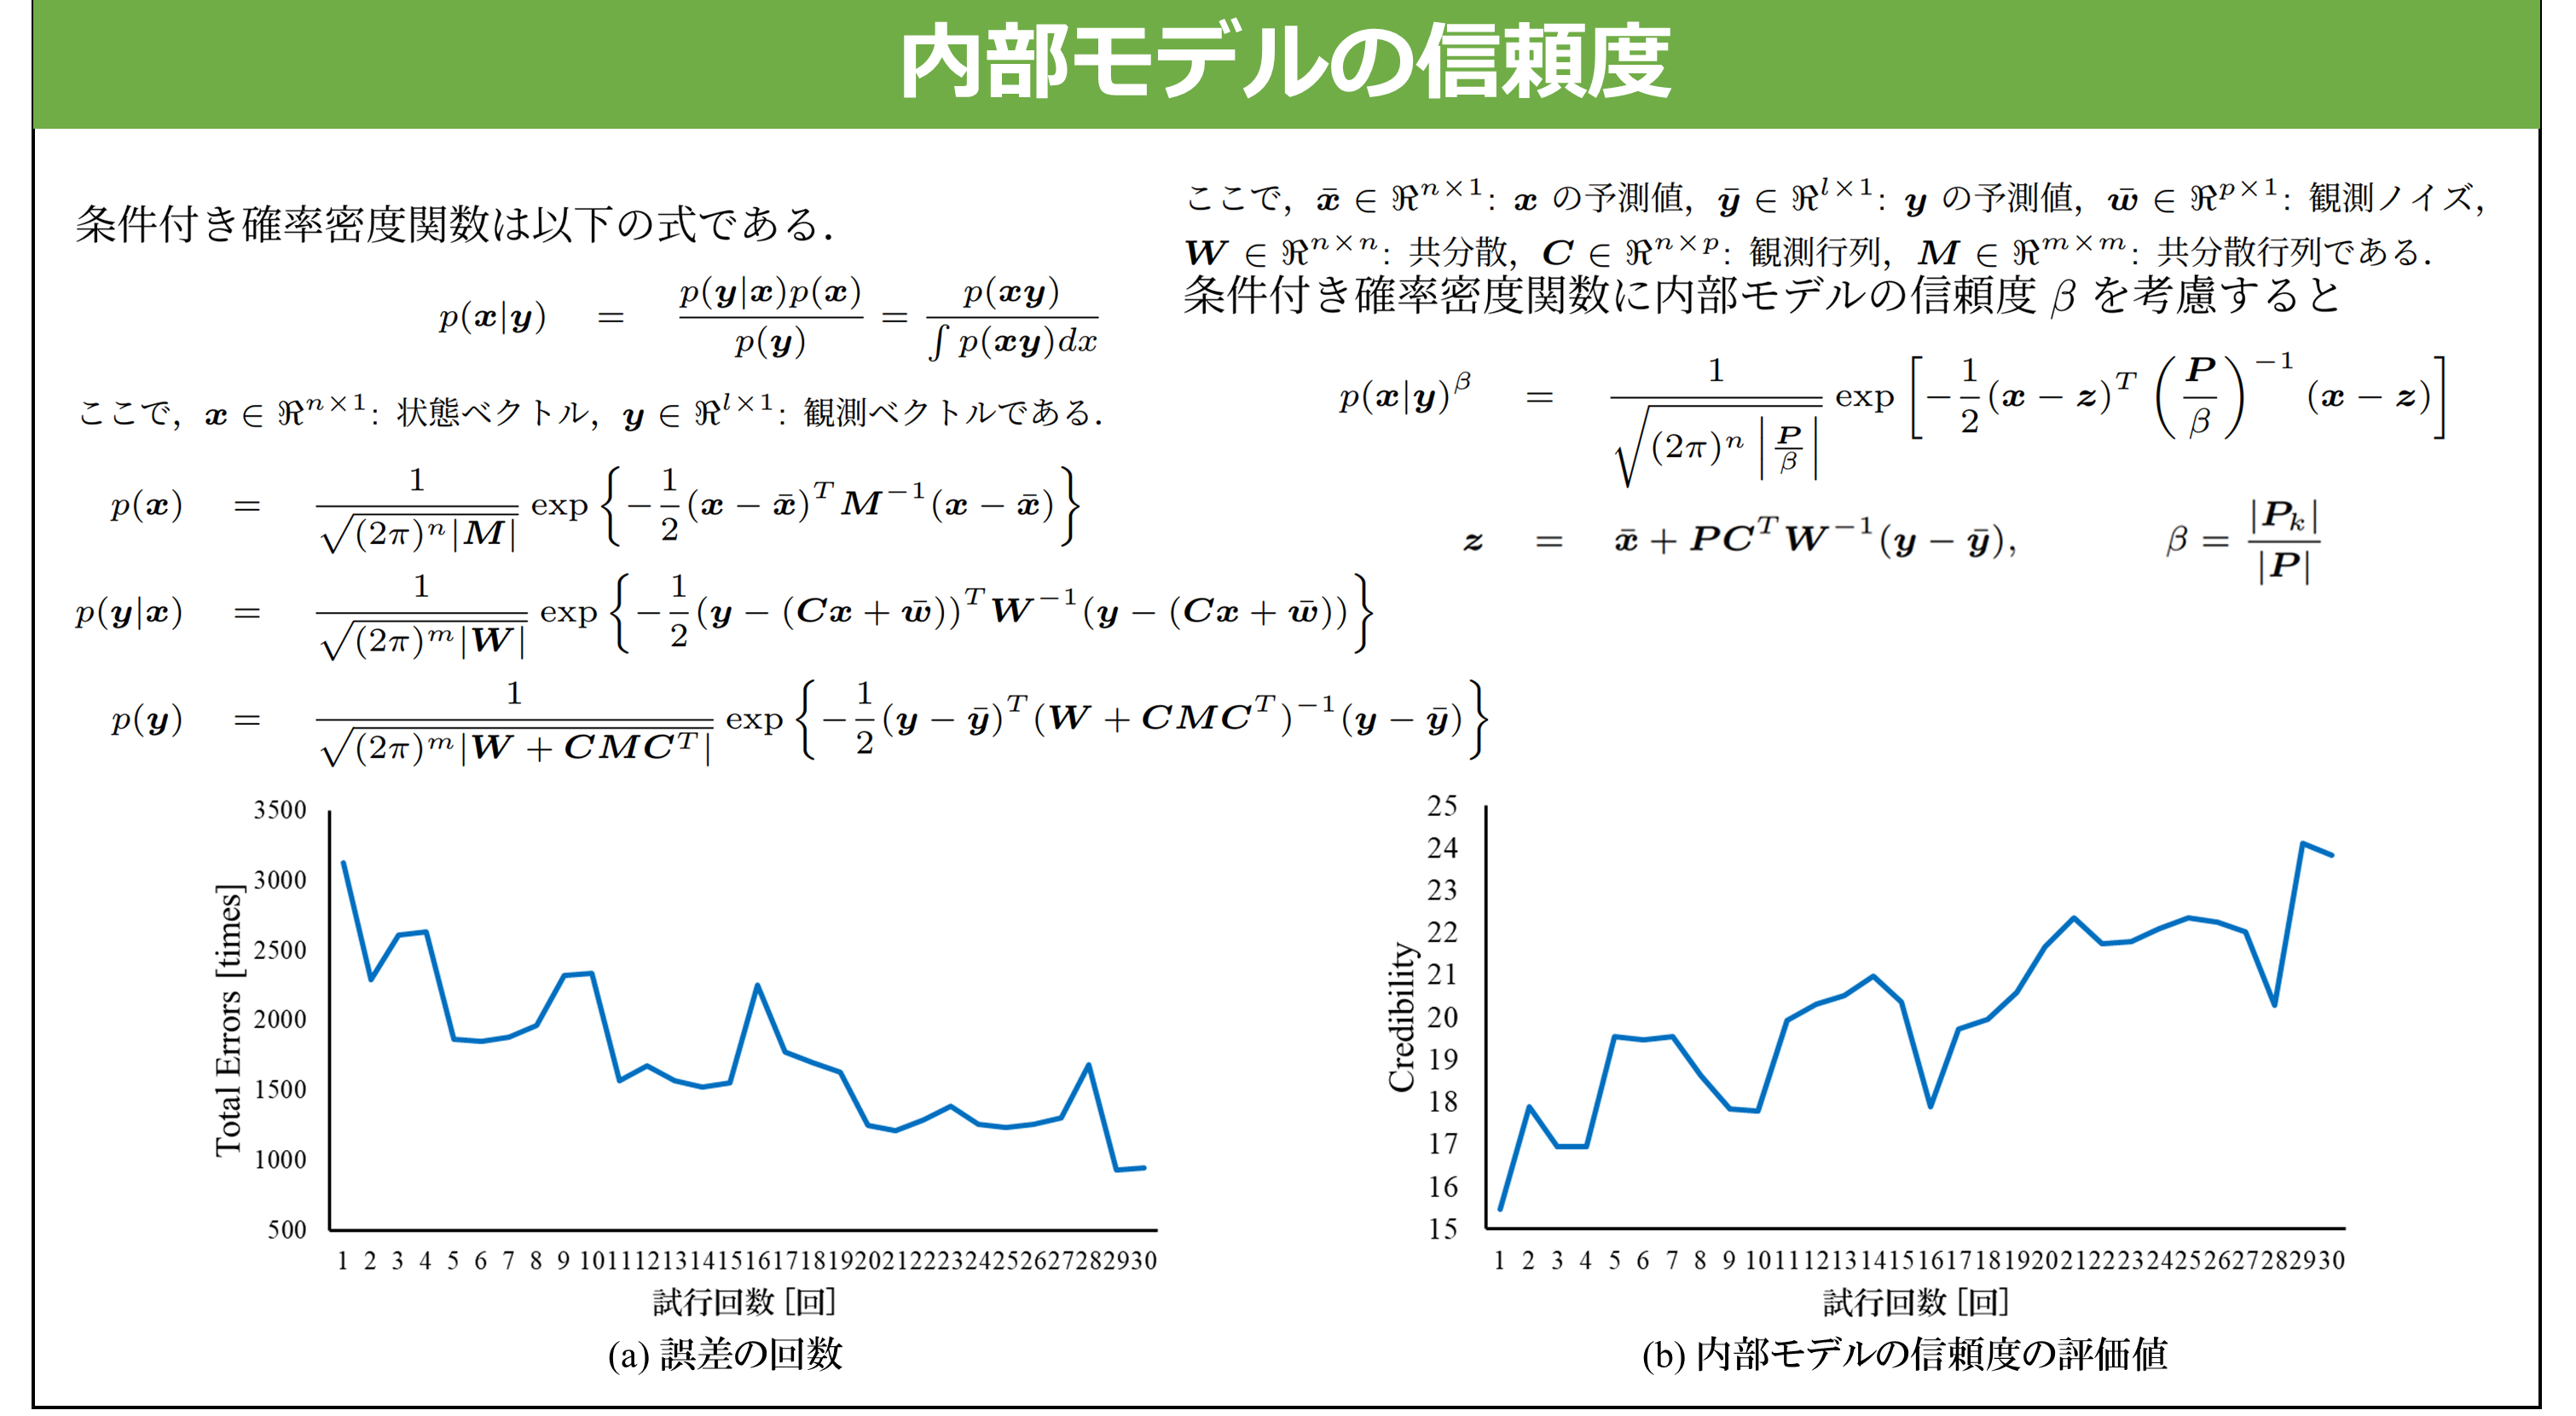 内部モデルの信頼度
条件付き確率密度関数は以下の式である.
p(x|y) = p(y|x)p(x) / p(y) = p(xy) / ∫ p(xy)dx
ここで, x ∈ ℜ^{n×1}: 状態ベクトル, y ∈ ℜ^{l×1}: 観測ベクトルである.
p(x) = 1 / √((2π)^n|M|) exp {−1/2 (x − x̄)^T M^{−1}(x − x̄)}
p(y|x) = 1 / √((2π)^m|W|) exp {−1/2 (y − (Cx + w̄))^T W^{−1}(y − (Cx + w̄))}
p(y) = 1 / √((2π)^m|W + CMC^T|) exp {−1/2 (y − ȳ)^T (W + CMC^T)^{−1}(y − ȳ)}
ここで, x̄ ∈ ℜ^{n×1}: x の予測値, ȳ ∈ ℜ^{l×1}: y の予測値, w̄ ∈ ℜ^{p×1}: 観測ノイズ,
W ∈ ℜ^{n×n}: 共分散, C ∈ ℜ^{n×p}: 観測行列, M ∈ ℜ^{m×m}: 共分散行列である.
条件付き確率密度関数に内部モデルの信頼度 β を考慮すると
p(x|y)^β = 1 / √((2π)^n |P/β|) exp [−1/2 (x − z)^T (P/β)^{−1} (x − z)]
z = x̄ + PC^T W^{−1}(y − ȳ), β = |P_k| / |P|
Total Errors [times]
3500
3000
2500
2000
1500
1000
500
1 2 3 4 5 6 7 8 9 10 11 12 13 14 15 16 17 18 19 20 21 22 23 24 25 26 27 28 29 30
試行回数 [回]
(a) 誤差の回数
Credibility
25
24
23
22
21
20
19
18
17
16
15
1 2 3 4 5 6 7 8 9 10 11 12 13 14 15 16 17 18 19 20 21 22 23 24 25 26 27 28 29 30
試行回数 [回]
(b) 内部モデルの信頼度の評価値